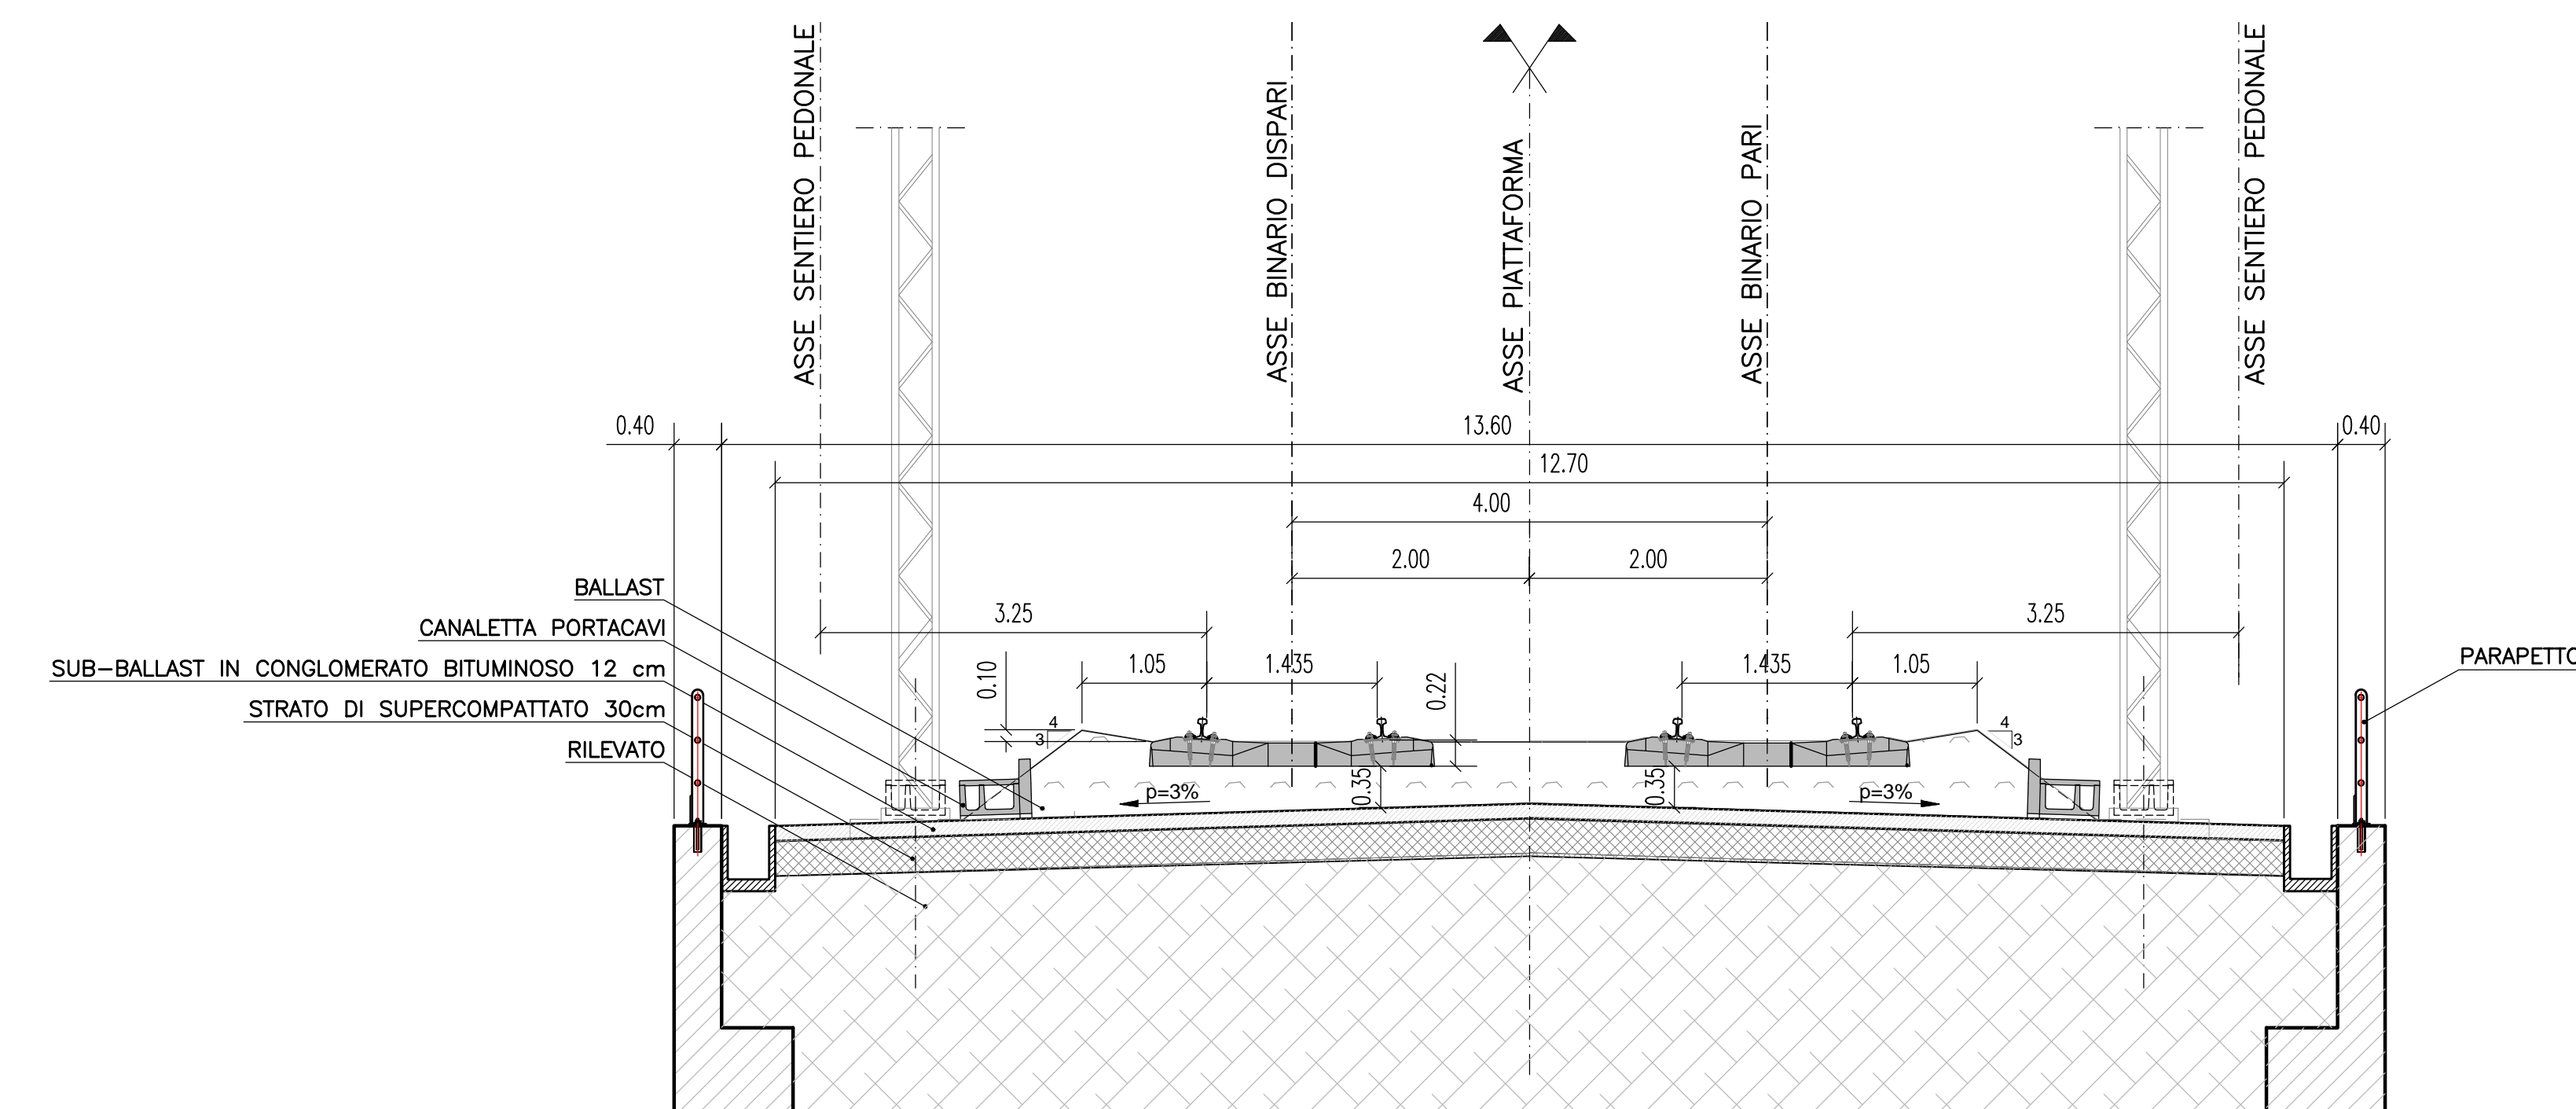 ASSE SENTIERO PEDONALE
ASSE BINARIO DISPARI
ASSE PIATTAFORMA
ASSE BINARIO PARI
ASSE SENTIERO PEDONALE
0.40
13.60
0.40
12.70
4.00
2.00
2.00
3.25
3.25
BALLAST
CANALETTA PORTACAVI
SUB-BALLAST IN CONGLOMERATO BITUMINOSO 12 cm
STRATO DI SUPERCOMPATTATO 30cm
RILEVATO
PARAPETTO
0.10
1.05
1.435
0.22
1.435
1.05
4
3
4
3
0.35
0.35
p=3%
p=3%